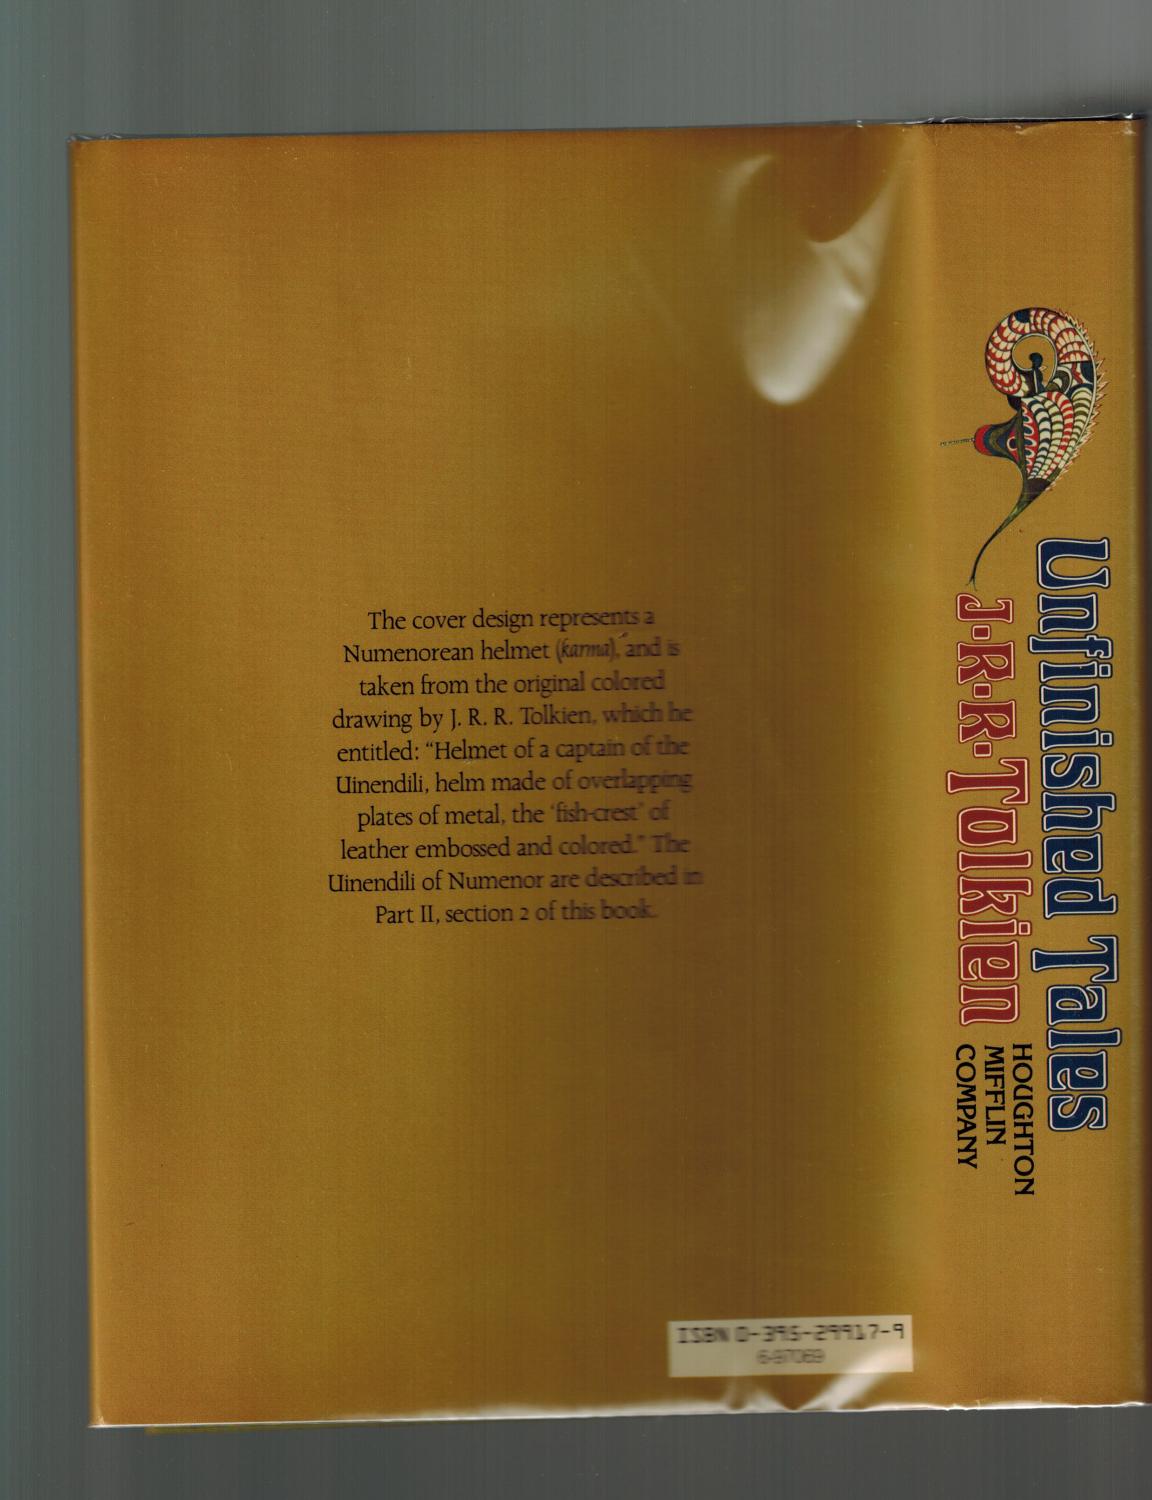 The cover design represents a
Numenorean helmet (karma), and is
taken from the original colored
drawing by J. R. R. Tolkien, which he
entitled: “Helmet of a captain of the
Uinendili, helm made of overlapping
plates of metal, the ‘fish-crest’ of
leather embossed and colored.” The
Uinendili of Numenor are described in
Part II, section 2 of this book.
ISBN 0-395-29917-9
6-97069
Unfinished Tales
J·R·R·Tolkien
HOUGHTON
MIFFLIN
COMPANY